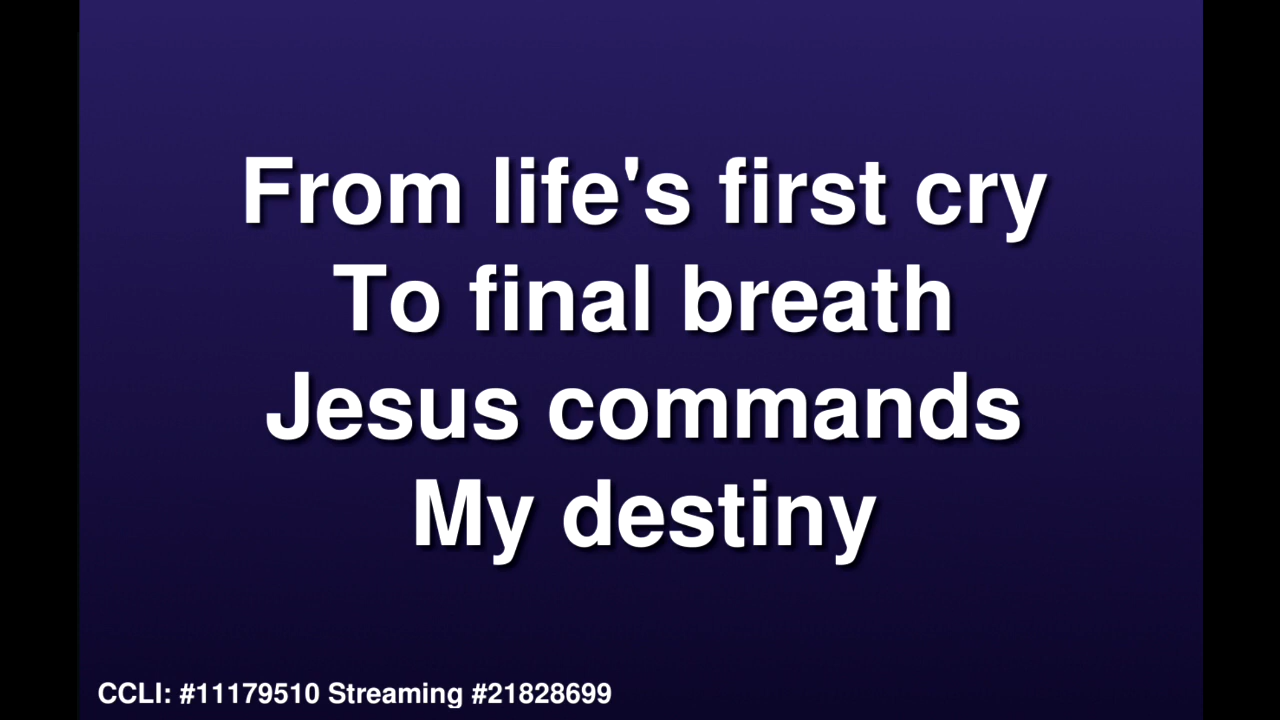 From life's first cry
To final breath
Jesus commands
My destiny
CCLI: #11179510 Streaming #21828699